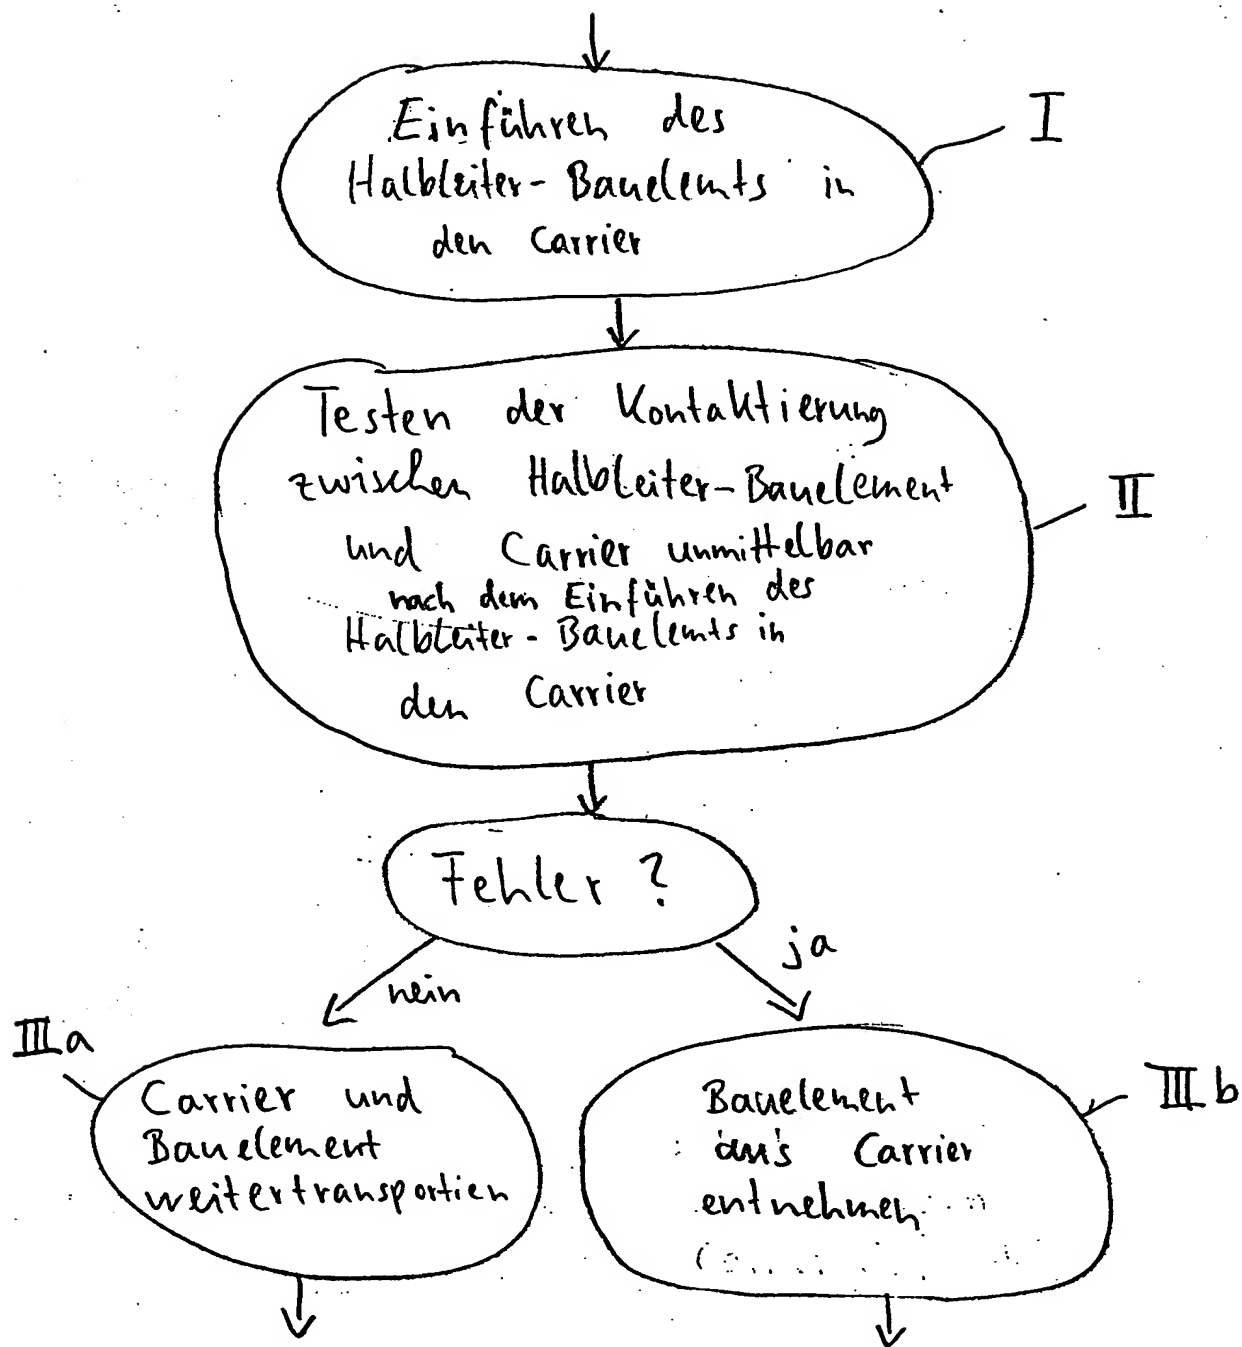 Einführen des
I
Halbleiter-Bauelemts in
den Carrier
Testen der Kontaktierung
zwischen Halbleiter-Bauelement
II
und Carrier unmittelbar
nach dem Einführen des
Halbleiter-Bauelemts in
den Carrier
Fehler ?
ja
nein
IIIa
IIIb
Carrier und
Bauelement
weitertransportien
Bauelement
aus Carrier
entnehmen